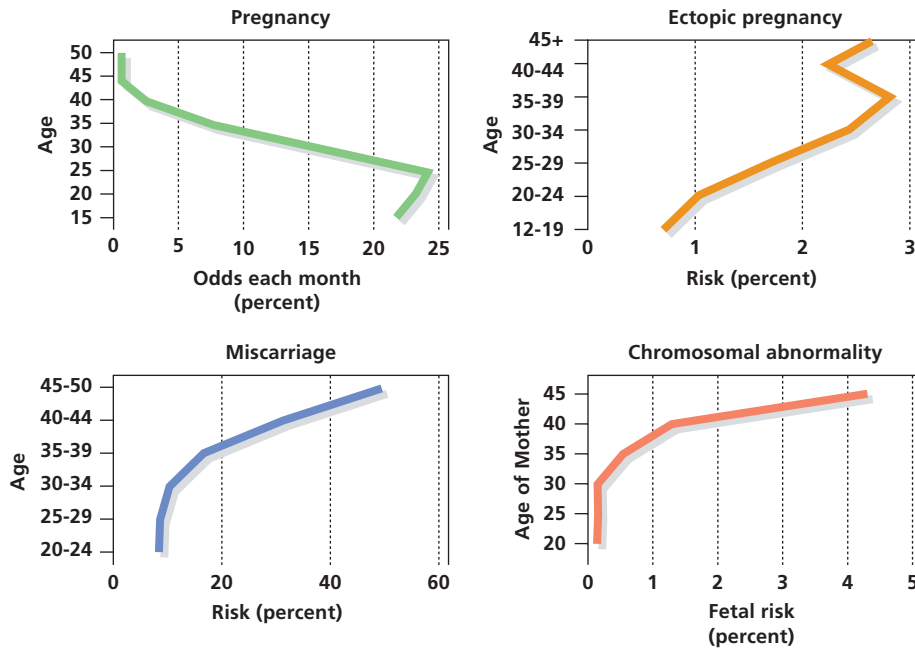 Pregnancy
50
45
40
35
30
25
20
15
Age
0 5 10 15 20 25
Odds each month
(percent)
Ectopic pregnancy
45+
40-44
35-39
30-34
25-29
20-24
12-19
Age
0 1 2 3
Risk (percent)
Miscarriage
45-50
40-44
35-39
30-34
25-29
20-24
Age
0 20 40 60
Risk (percent)
Chromosomal abnormality
45
40
35
30
25
20
Age of Mother
0 1 2 3 4 5
Fetal risk
(percent)